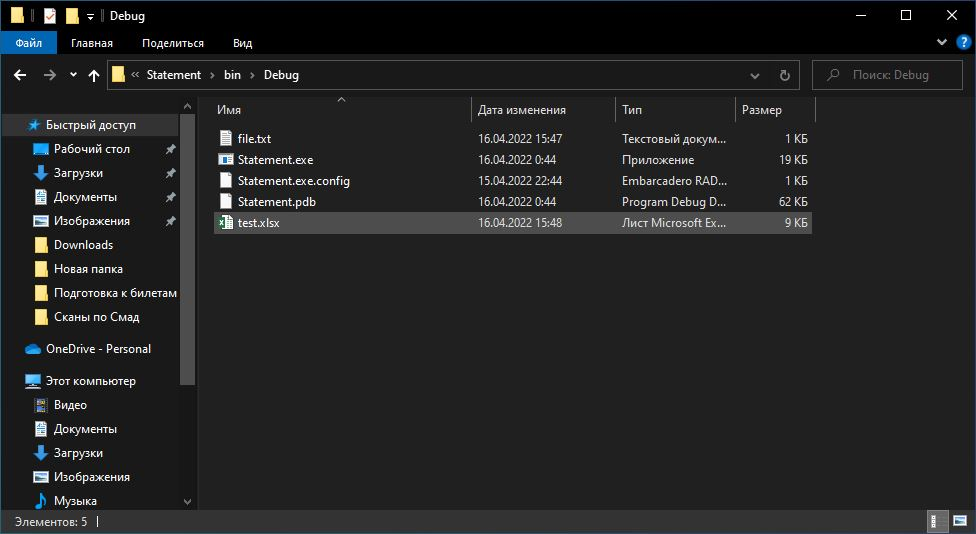 Debug
Файл Главная Поделиться Вид
« Statement › bin › Debug Поиск: Debug
Имя Дата изменения Тип Размер
file.txt 16.04.2022 15:47 Текстовый докум... 1 КБ
Statement.exe 16.04.2022 0:44 Приложение 19 КБ
Statement.exe.config 15.04.2022 22:44 Embarcadero RAD... 1 КБ
Statement.pdb 16.04.2022 0:44 Program Debug D... 62 КБ
test.xlsx 16.04.2022 15:48 Лист Microsoft Ex... 9 КБ
Быстрый доступ
Рабочий стол
Загрузки
Документы
Изображения
Downloads
Новая папка
Подготовка к билетам
Сканы по Смад
OneDrive - Personal
Этот компьютер
Видео
Документы
Загрузки
Изображения
Музыка
Элементов: 5